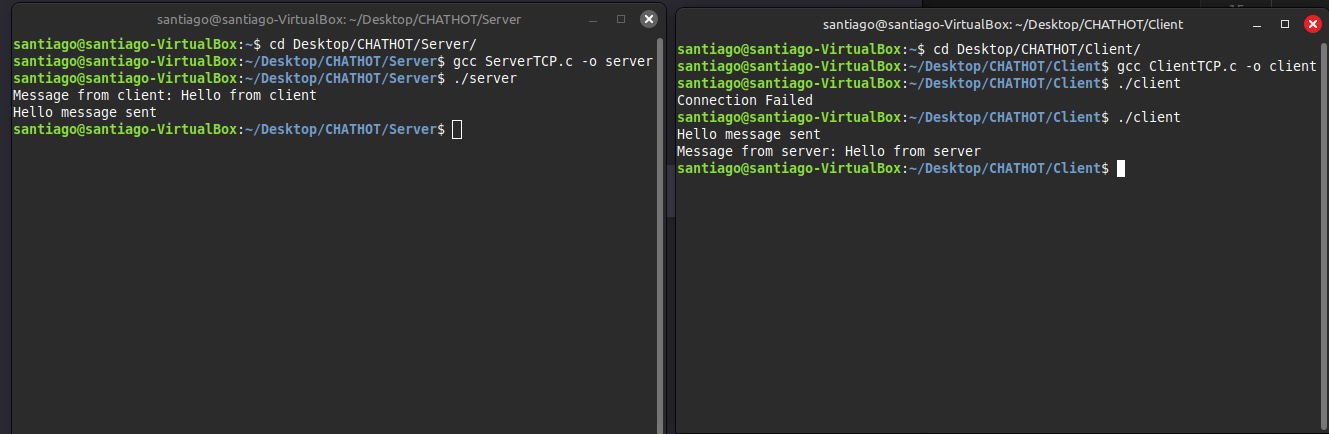 santiago@santiago-VirtualBox: ~/Desktop/CHATHOT/Server
santiago@santiago-VirtualBox:~$ cd Desktop/CHATHOT/Server/
santiago@santiago-VirtualBox:~/Desktop/CHATHOT/Server$ gcc ServerTCP.c -o server
santiago@santiago-VirtualBox:~/Desktop/CHATHOT/Server$ ./server
Message from client: Hello from client
Hello message sent
santiago@santiago-VirtualBox:~/Desktop/CHATHOT/Server$
santiago@santiago-VirtualBox: ~/Desktop/CHATHOT/Client
santiago@santiago-VirtualBox:~$ cd Desktop/CHATHOT/Client/
santiago@santiago-VirtualBox:~/Desktop/CHATHOT/Client$ gcc ClientTCP.c -o client
santiago@santiago-VirtualBox:~/Desktop/CHATHOT/Client$ ./client
Connection Failed
santiago@santiago-VirtualBox:~/Desktop/CHATHOT/Client$ ./client
Hello message sent
Message from server: Hello from server
santiago@santiago-VirtualBox:~/Desktop/CHATHOT/Client$